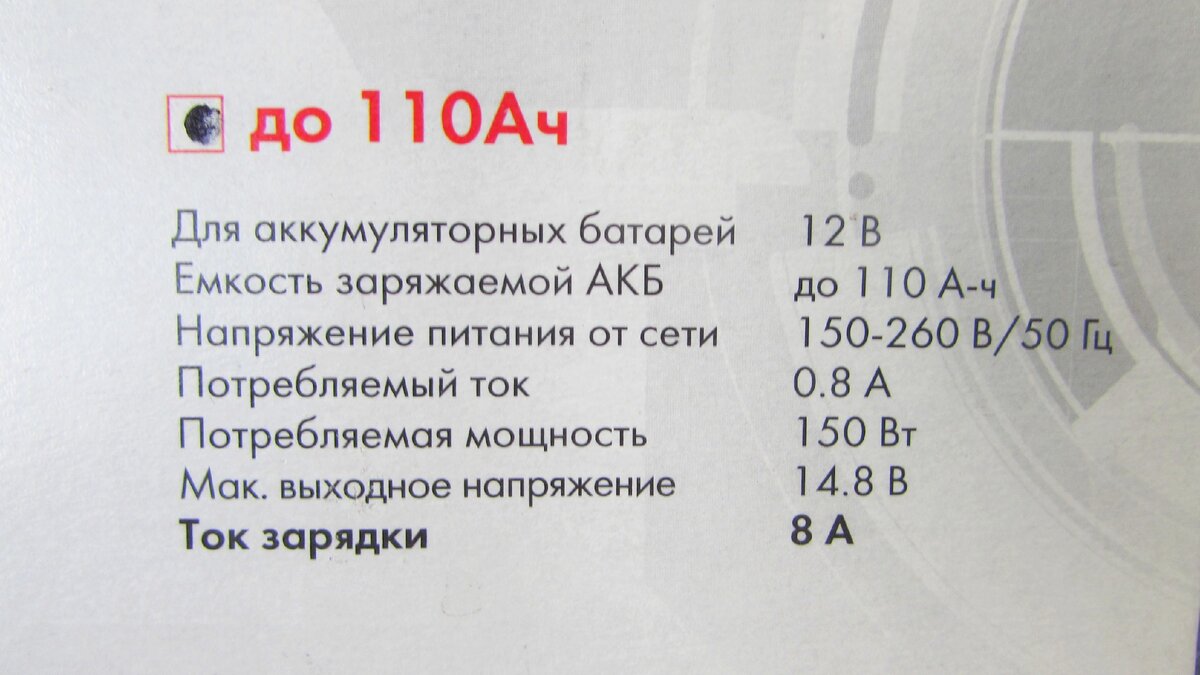 до 110Ач
Для аккумуляторных батарей 12 В
Емкость заряжаемой АКБ до 110 А-ч
Напряжение питания от сети 150-260 В/50 Гц
Потребляемый ток 0.8 А
Потребляемая мощность 150 Вт
Мак. выходное напряжение 14.8 В
Ток зарядки 8 А